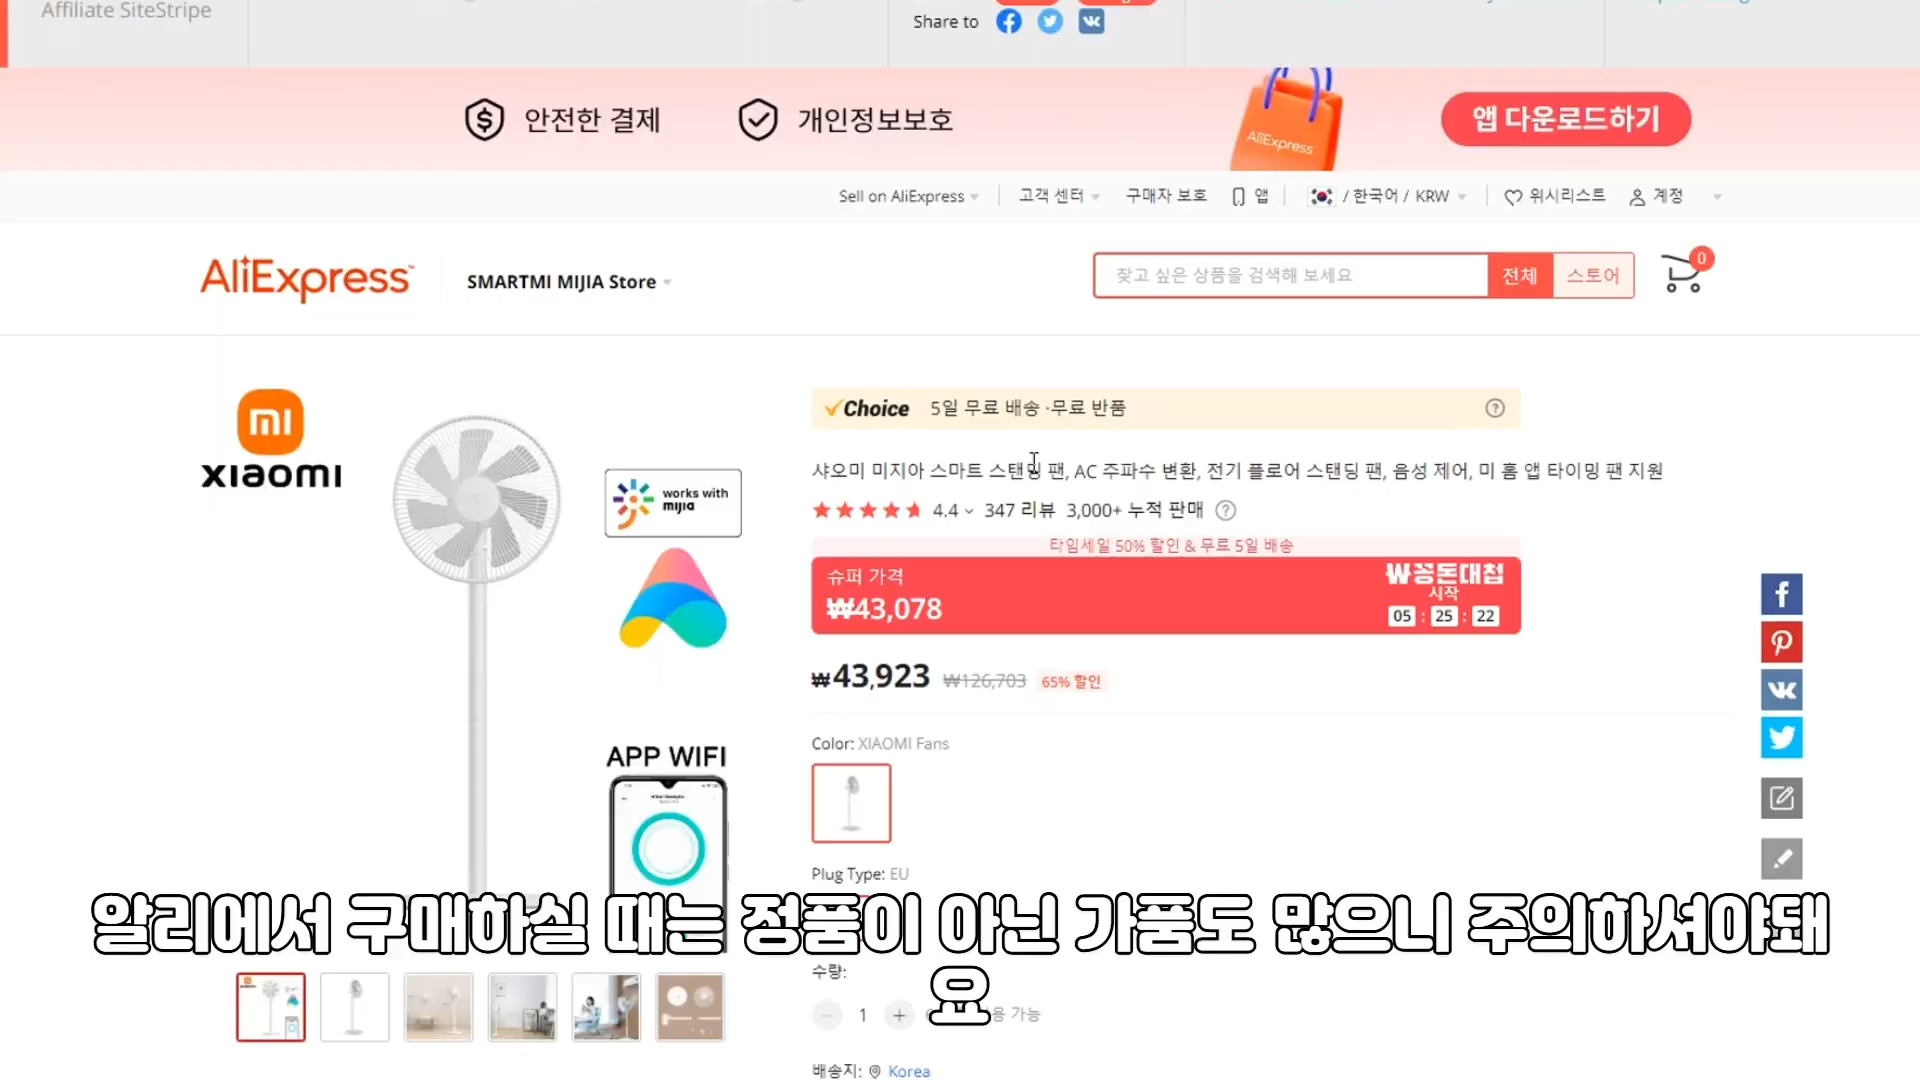 Affiliate SiteStripe
Share to
안전한 결제
개인정보보호
AliExpress
앱 다운로드하기
Sell on AliExpress
고객 센터
구매자 보호
앱
/ 한국어 / KRW
위시리스트
계정
AliExpress
SMARTMI MIJIA Store
찾고 싶은 상품을 검색해 보세요
전체
스토어
0
xiaomi
works with
mijia
APP WIFI
Choice 5일 무료 배송 ·무료 반품
샤오미 미지아 스마트 스탠딩 팬, AC 주파수 변환, 전기 플로어 스탠딩 팬, 음성 제어, 미 홈 앱 타이밍 팬 지원
4.4 347 리뷰 3,000+ 누적 판매
타임세일 50% 할인 & 무료 5일 배송
슈퍼 가격
₩43,078
₩꽁돈대첩
시작
05 : 25 : 22
₩43,923 ₩126,703 65% 할인
Color: XIAOMI Fans
Plug Type: EU
알리에서 구매하실 때는 정품이 아닌 가품도 많으니 주의하셔야돼
요
수량:
1
용 가능
배송지: Korea